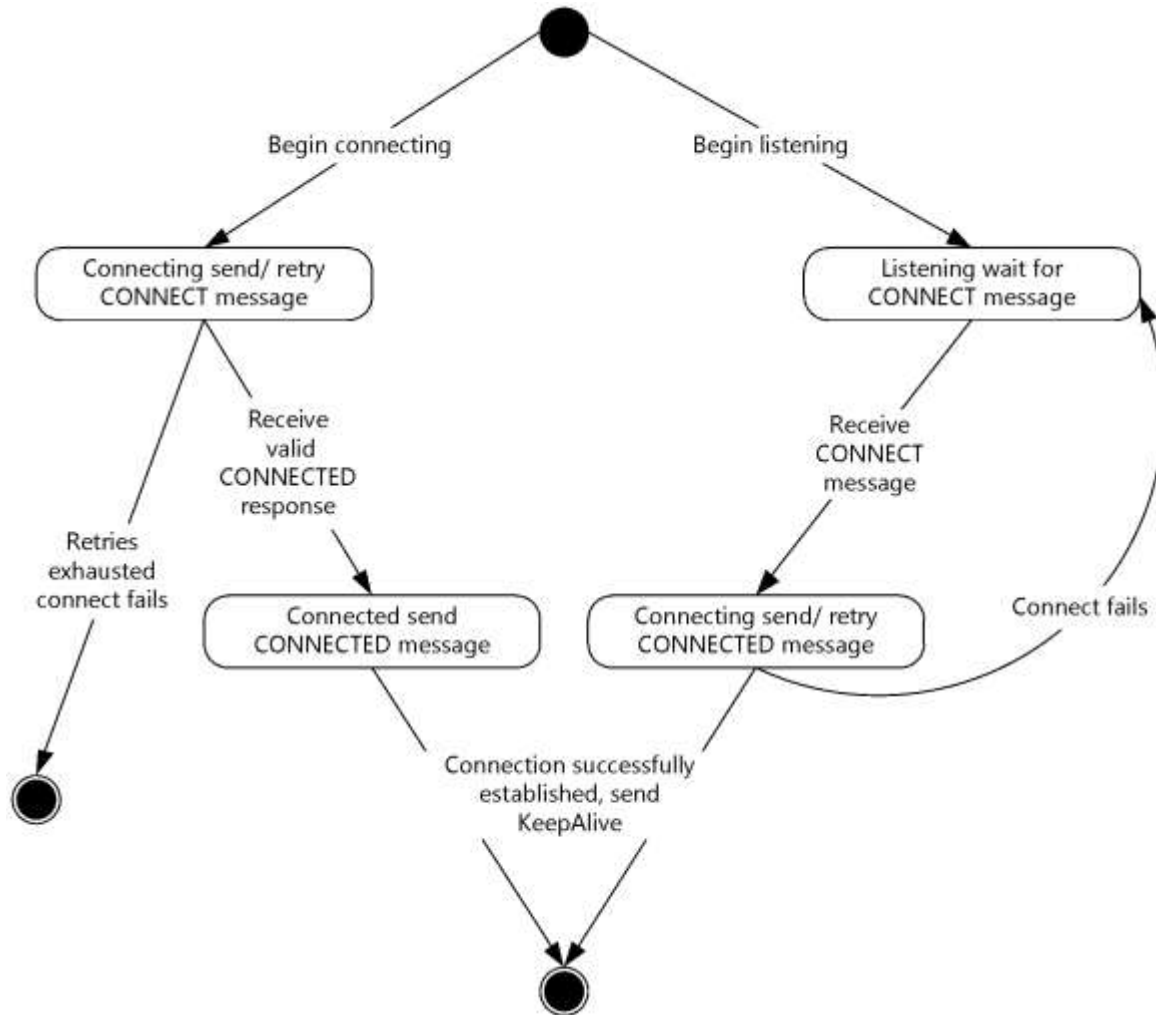 Begin connecting
Begin listening
Connecting send/ retry
CONNECT message
Listening wait for
CONNECT message
Receive
valid
CONNECTED
response
Receive
CONNECT
message
Retries
exhausted
connect fails
Connected send
CONNECTED message
Connecting send/ retry
CONNECTED message
Connect fails
Connection successfully
established, send
KeepAlive